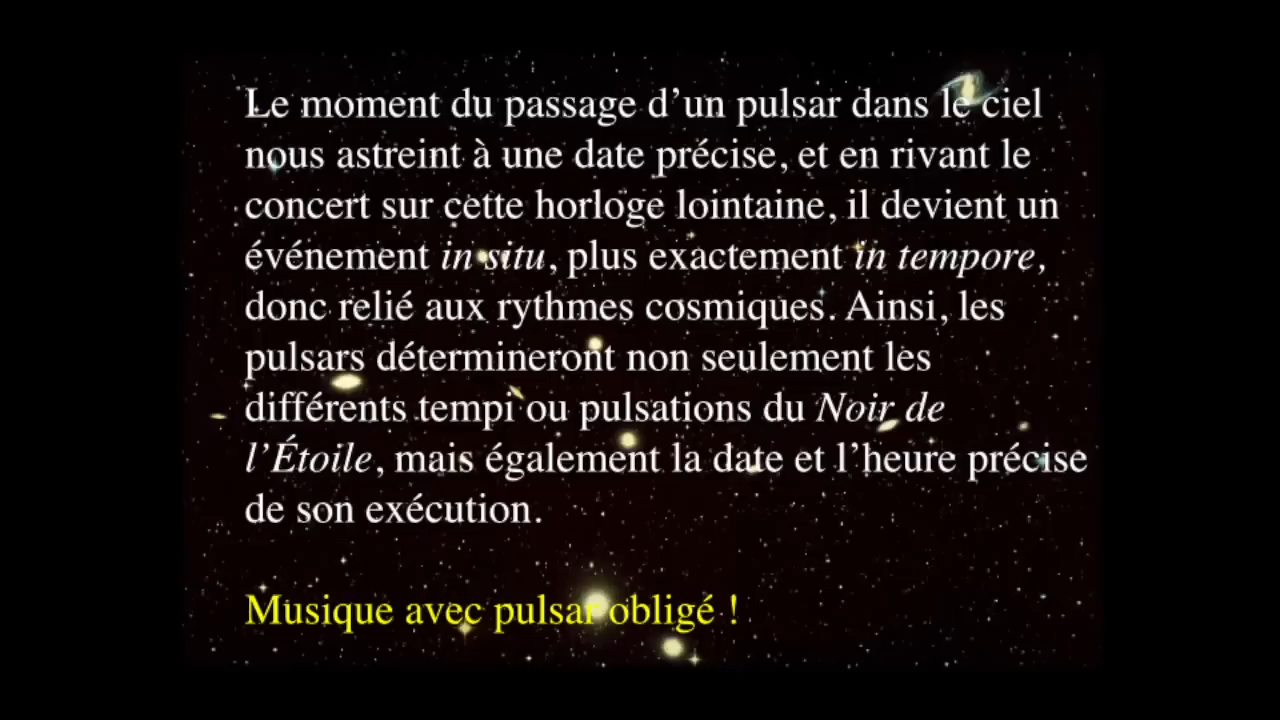 Le moment du passage d’un pulsar dans le ciel
nous astreint à une date précise, et en rivant le
concert sur cette horloge lointaine, il devient un
événement in situ, plus exactement in tempore,
donc relié aux rythmes cosmiques. Ainsi, les
pulsars détermineront non seulement les
différents tempi ou pulsations du Noir de
l’Étoile, mais également la date et l’heure précise
de son exécution.
Musique avec pulsar obligé !